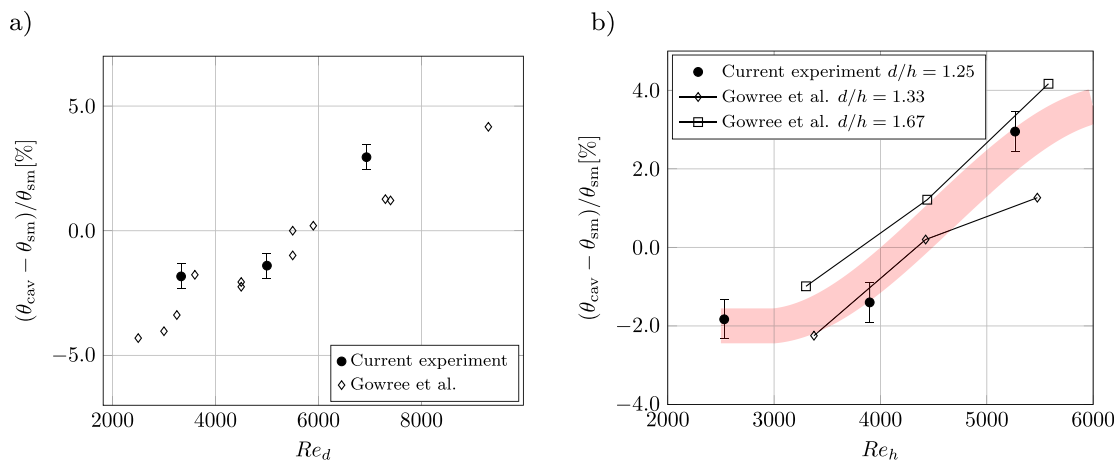 a)
5.0
0.0
−5.0
(θcav − θsm)/θsm[%]
Current experiment
Gowree et al.
2000 4000 6000 8000
Re_d
b)
Current experiment d/h = 1.25
Gowree et al. d/h = 1.33
Gowree et al. d/h = 1.67
4.0
2.0
0.0
−2.0
−4.0
(θcav − θsm)/θsm[%]
2000 3000 4000 5000 6000
Re_h